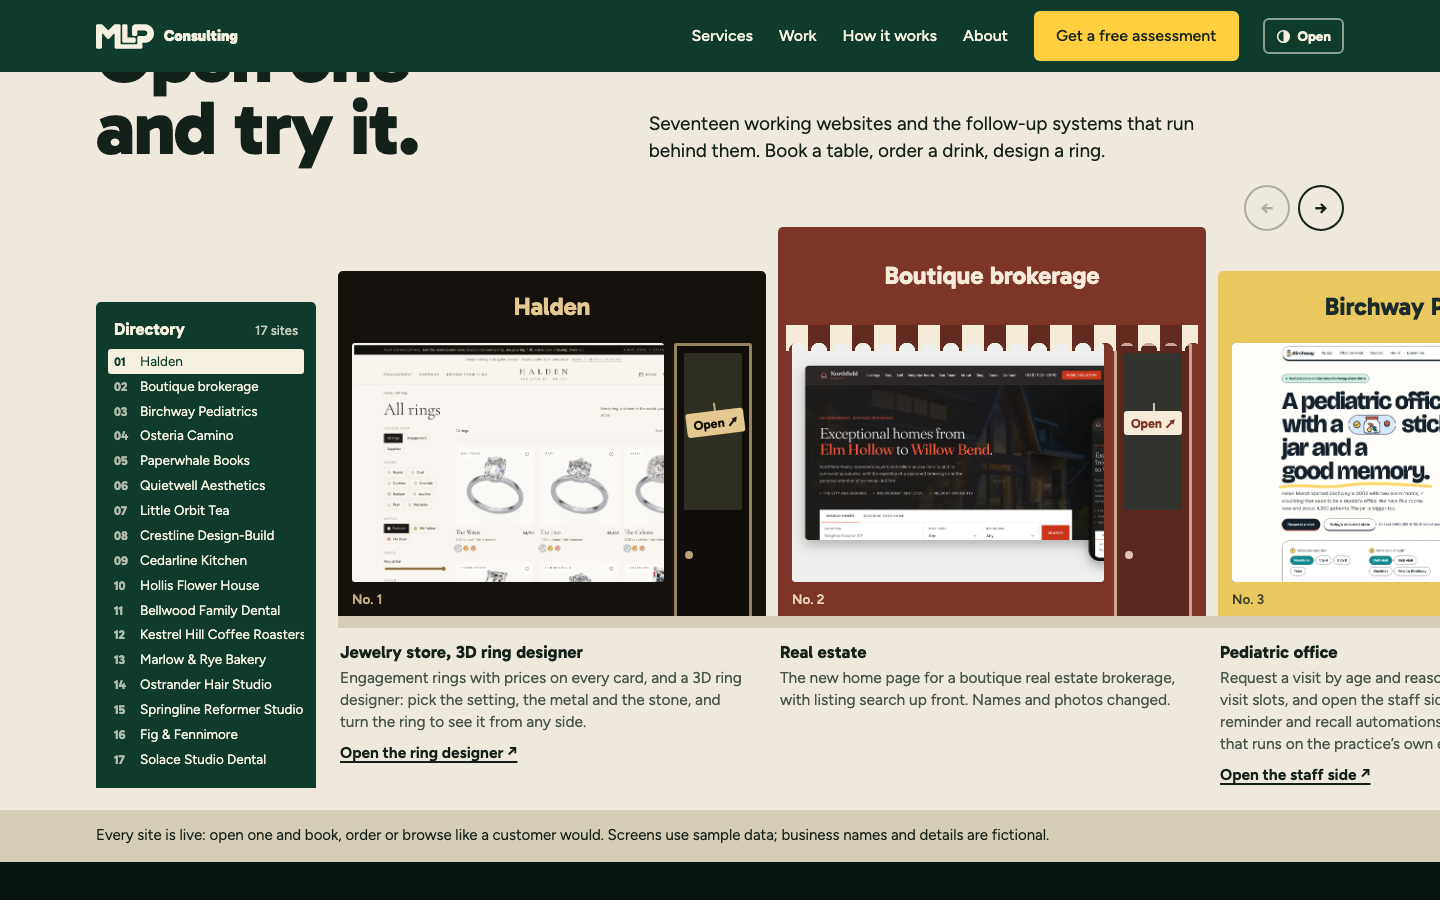 MLP Consulting
Services
Work
How it works
About
Get a free assessment
Open
Open one
and try it.
Seventeen working websites and the follow-up systems that run
behind them. Book a table, order a drink, design a ring.
Directory
17 sites
01 Halden
02 Boutique brokerage
03 Birchway Pediatrics
04 Osteria Camino
05 Paperwhale Books
06 Quietwell Aesthetics
07 Little Orbit Tea
08 Crestline Design-Build
09 Cedarline Kitchen
10 Hollis Flower House
11 Bellwood Family Dental
12 Kestrel Hill Coffee Roasters
13 Marlow & Rye Bakery
14 Ostrander Hair Studio
15 Springline Reformer Studio
16 Fig & Fennimore
17 Solace Studio Dental
Halden
HALDEN
All rings
Open ↗
No. 1
Jewelry store, 3D ring designer
Engagement rings with prices on every card, and a 3D ring
designer: pick the setting, the metal and the stone, and
turn the ring to see it from any side.
Open the ring designer ↗
Boutique brokerage
Northfield
Exceptional homes from
Elm Hollow to Willow Bend.
Open ↗
No. 2
Real estate
The new home page for a boutique real estate brokerage,
with listing search up front. Names and photos changed.
Birchway P
Birchway
A pediatric offic
with a stic
jar and a
good memory.
No. 3
Pediatric office
Request a visit by age and reaso
visit slots, and open the staff sid
reminder and recall automations
that runs on the practice's own e
Open the staff side ↗
Every site is live: open one and book, order or browse like a customer would. Screens use sample data; business names and details are fictional.